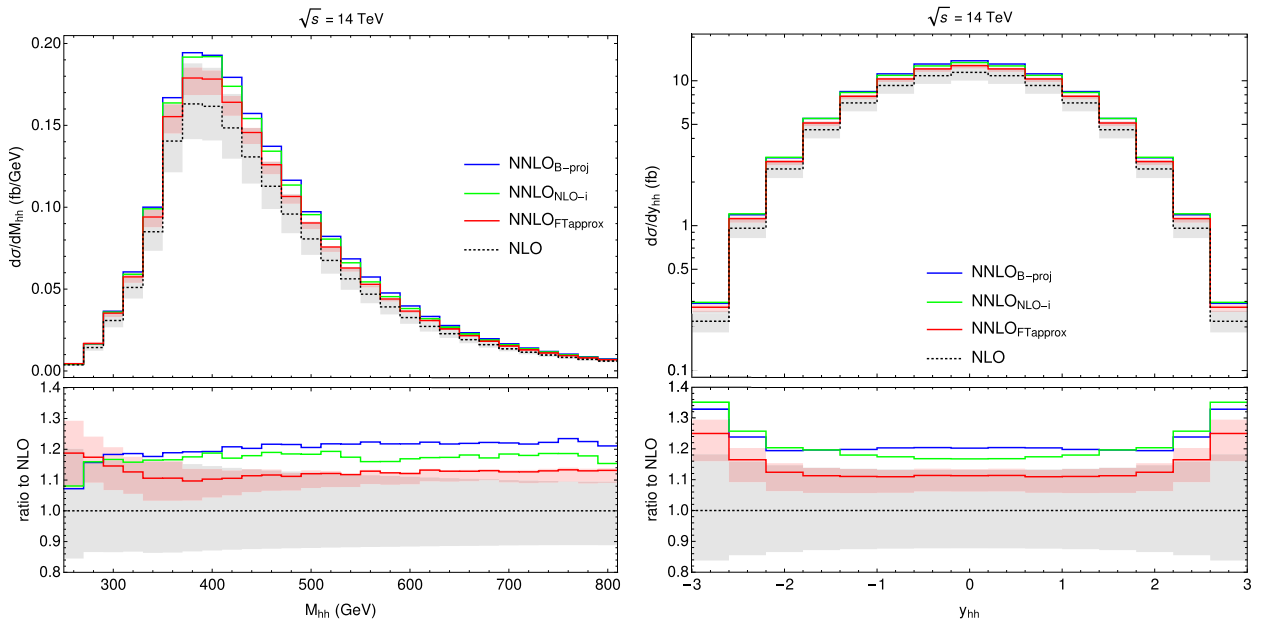 √s = 14 TeV
dσ/dM_hh (fb/GeV)
0.20
0.15
0.10
0.05
0.00
NNLO_B-proj
NNLO_NLO-i
NNLO_FTapprox
NLO
ratio to NLO
1.4
1.3
1.2
1.1
1.0
0.9
0.8
300 400 500 600 700 800
M_hh (GeV)
√s = 14 TeV
dσ/dy_hh (fb)
10
5
1
0.5
0.1
NNLO_B-proj
NNLO_NLO-i
NNLO_FTapprox
NLO
ratio to NLO
1.4
1.3
1.2
1.1
1.0
0.9
0.8
−3 −2 −1 0 1 2 3
y_hh